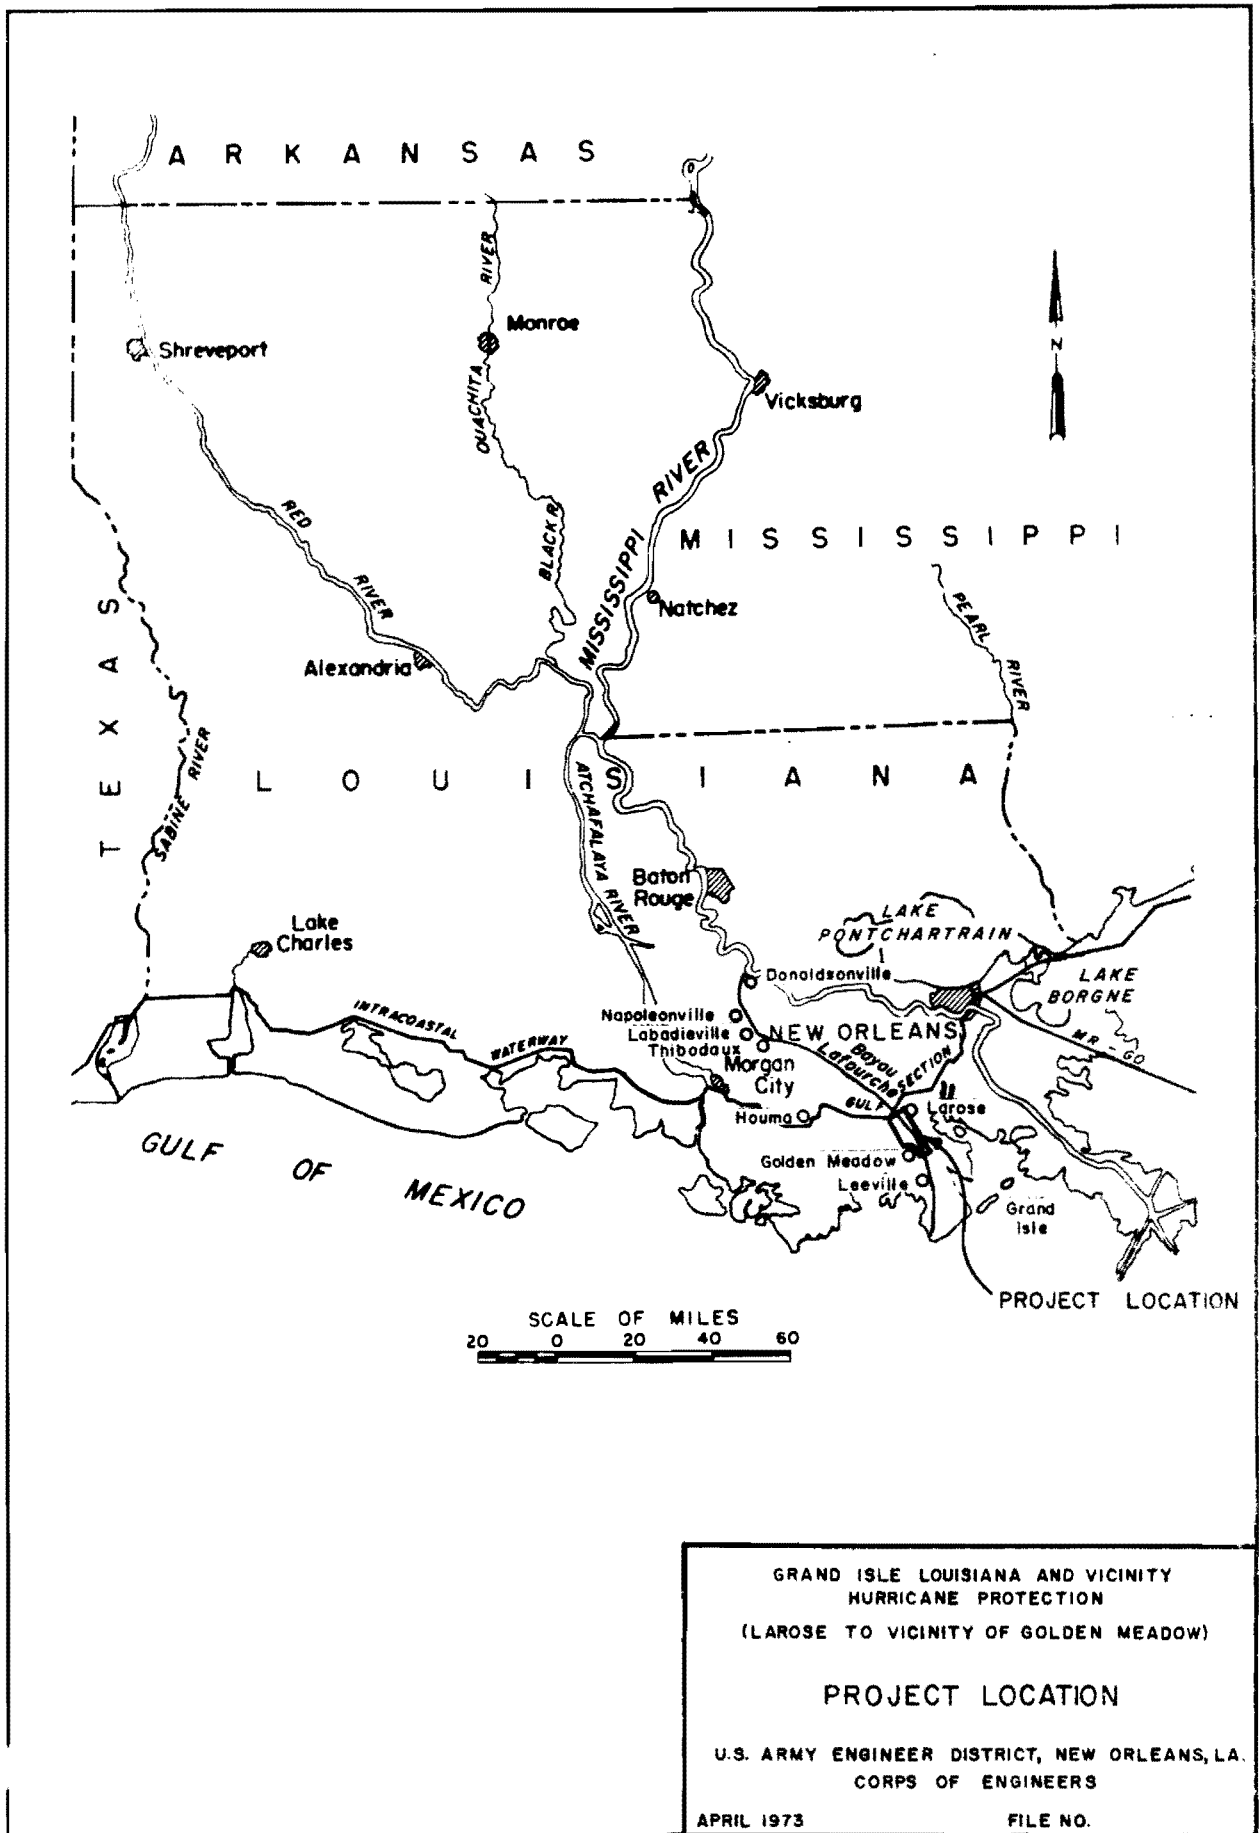 ARKANSAS
RIVER
Monroe
Shreveport
OUACHITA
N
Vicksburg
MISSISSIPPI RIVER
RED
RIVER
BLACK R.
MISSISSIPPI
Natchez
PEARL
RIVER
Alexandria
TEXAS
SABINE RIVER
LOUISIANA
ATCHAFALAYA RIVER
Baton
Rouge
LAKE
PONTCHARTRAIN
Lake
Charles
Donaldsonville
LAKE
BORGNE
INTRACOASTAL
WATERWAY
Napoleonville
Labadieville
Thibodaux
NEW ORLEANS
MR - GO
Bayou
Lafourche
SECTION
Morgan
City
GULF
Houma
Larose
Golden Meadow
Leeville
Grand
Isle
GULF OF MEXICO
PROJECT LOCATION
SCALE OF MILES
20 0 20 40 60
GRAND ISLE LOUISIANA AND VICINITY
HURRICANE PROTECTION
(LAROSE TO VICINITY OF GOLDEN MEADOW)
PROJECT LOCATION
U.S. ARMY ENGINEER DISTRICT, NEW ORLEANS, LA.
CORPS OF ENGINEERS
APRIL 1973 FILE NO.